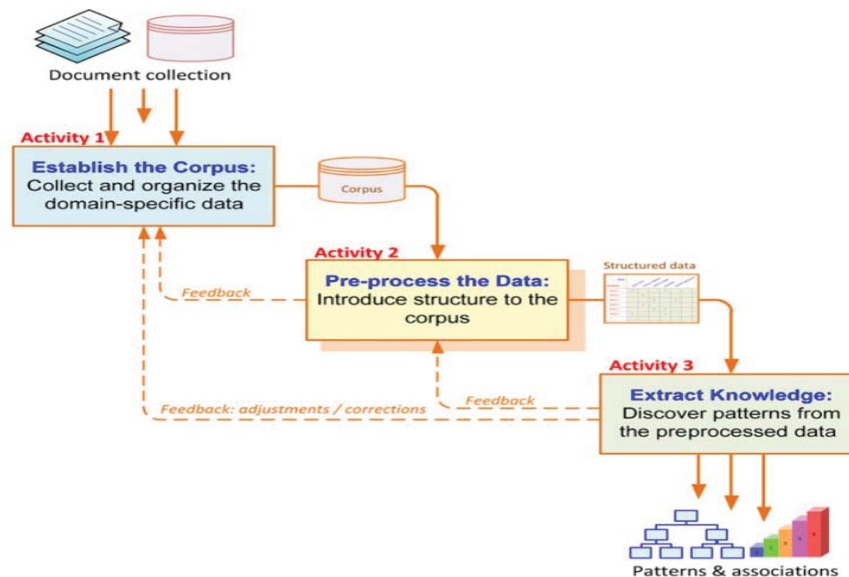 Document collection
Activity 1
Establish the Corpus:
Collect and organize the
domain-specific data
Corpus
Activity 2
Pre-process the Data:
Introduce structure to the
corpus
Structured data
Feedback
Activity 3
Extract Knowledge:
Discover patterns from
the preprocessed data
Feedback
Feedback: adjustments / corrections
Patterns & associations